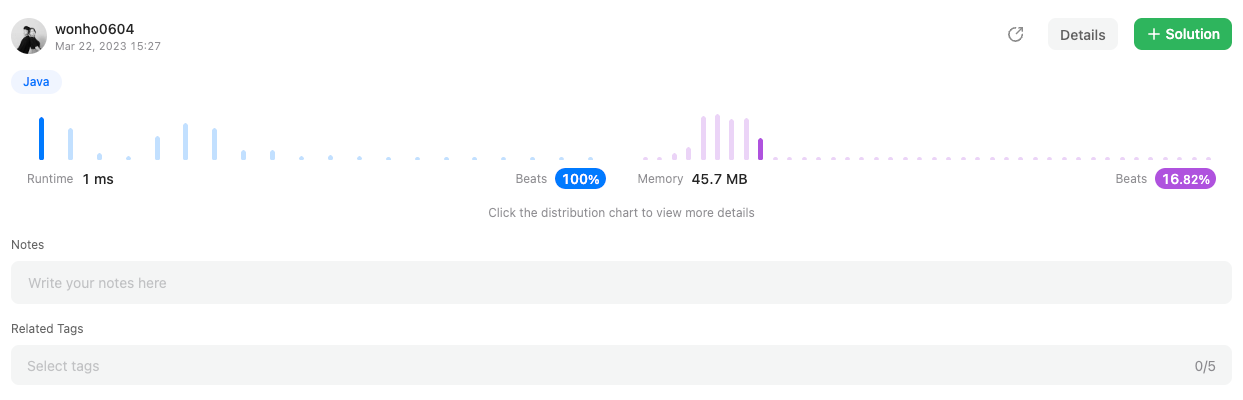 wonho0604
Mar 22, 2023 15:27
Details
+ Solution
Java
Runtime 1 ms
Beats 100%
Memory 45.7 MB
Beats 16.82%
Click the distribution chart to view more details
Notes
Write your notes here
Related Tags
Select tags
0/5